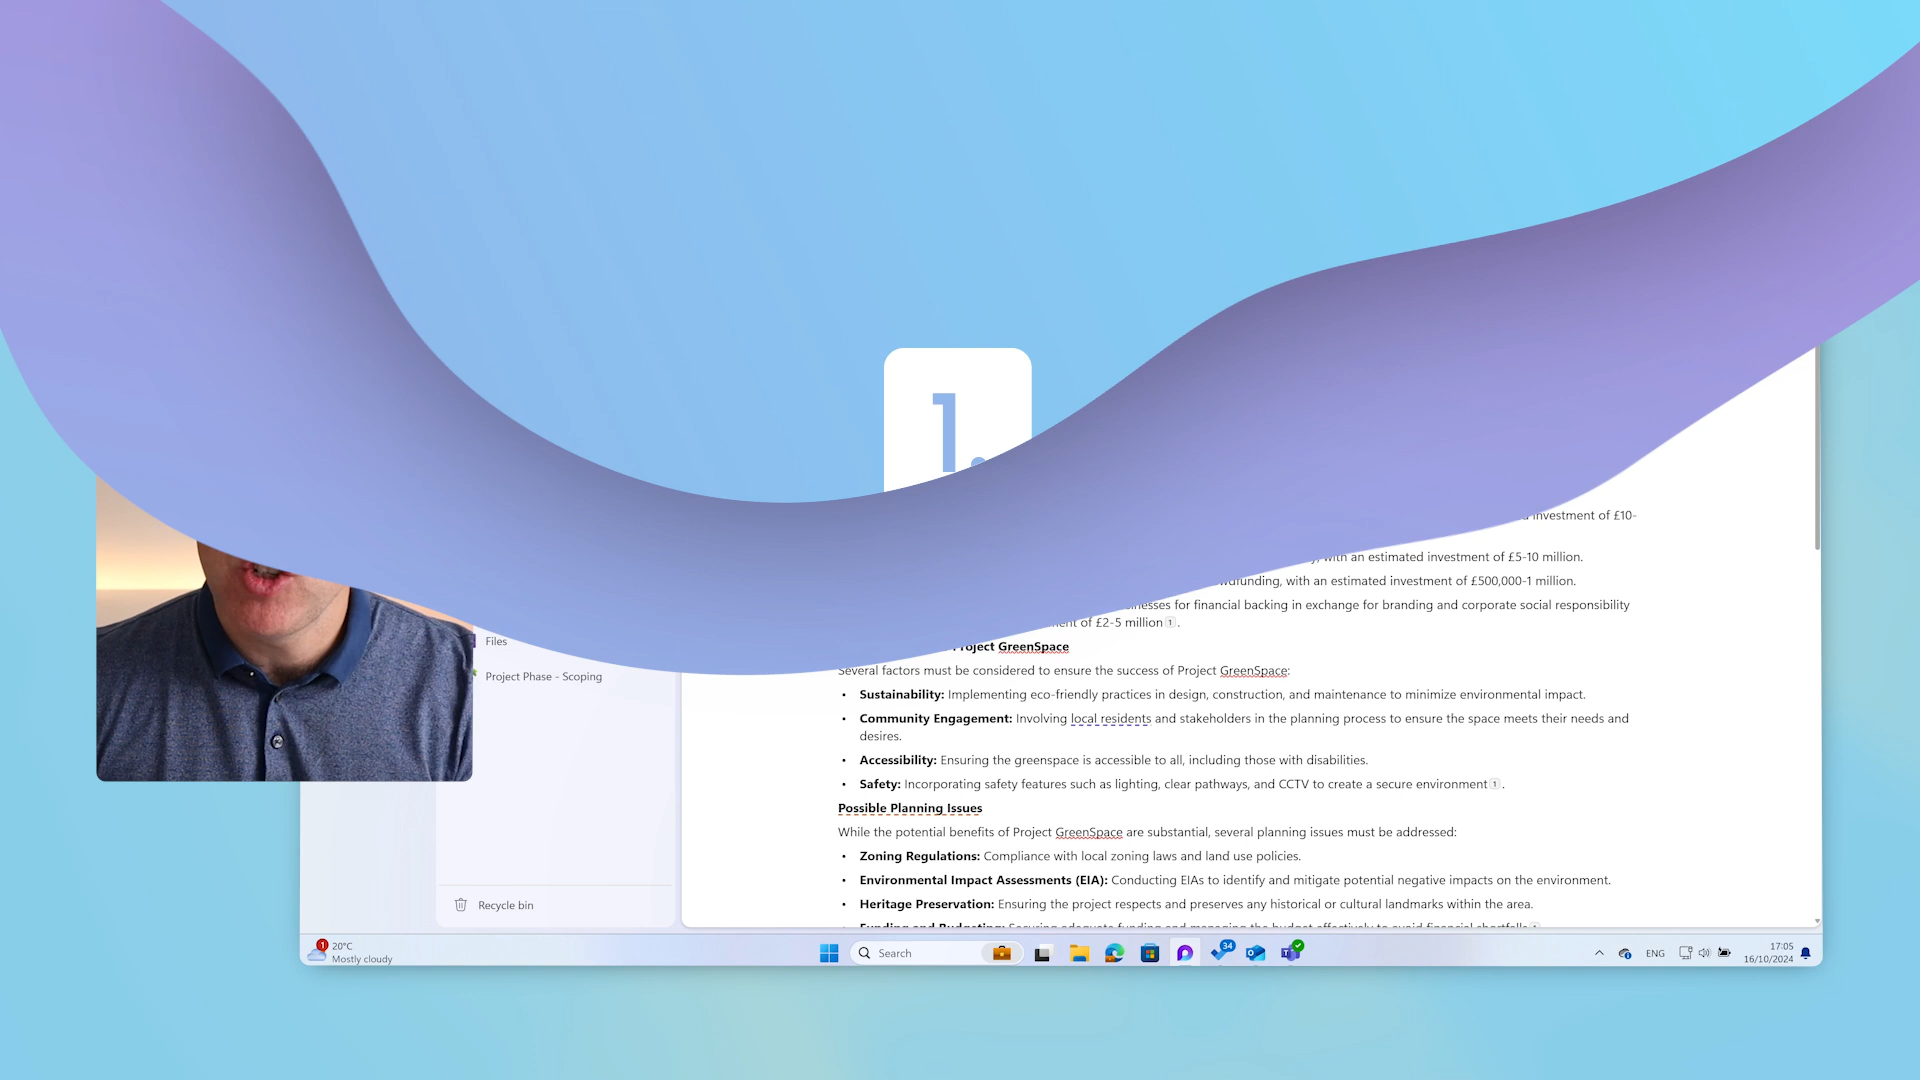 1.
investment of £10-
with an estimated investment of £5-10 million.
with an estimated investment of £500,000-1 million.
for financial backing in exchange for branding and corporate social responsibility
of £2-5 million 1.
GreenSpace
Several factors must be considered to ensure the success of Project GreenSpace:
• Sustainability: Implementing eco-friendly practices in design, construction, and maintenance to minimize environmental impact.
• Community Engagement: Involving local residents and stakeholders in the planning process to ensure the space meets their needs and
desires.
• Accessibility: Ensuring the greenspace is accessible to all, including those with disabilities.
• Safety: Incorporating safety features such as lighting, clear pathways, and CCTV to create a secure environment 1.
Possible Planning Issues
While the potential benefits of Project GreenSpace are substantial, several planning issues must be addressed:
• Zoning Regulations: Compliance with local zoning laws and land use policies.
• Environmental Impact Assessments (EIA): Conducting EIAs to identify and mitigate potential negative impacts on the environment.
• Heritage Preservation: Ensuring the project respects and preserves any historical or cultural landmarks within the area.
Files
Project Phase - Scoping
Recycle bin
1
20°C
Mostly cloudy
Search
34
ENG
17:05
16/10/2024